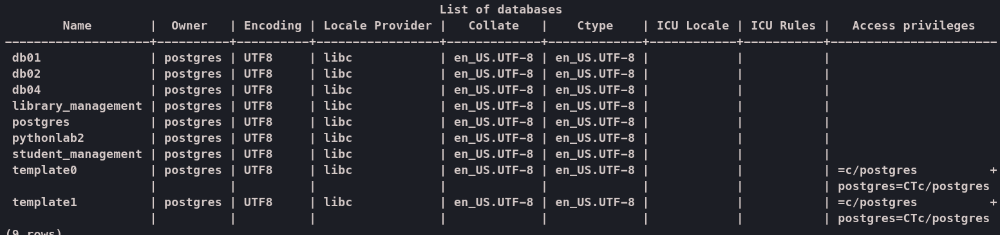 List of databases
        Name        |  Owner   | Encoding | Locale Provider |   Collate   |    Ctype    | ICU Locale | ICU Rules |   Access privileges
--------------------+----------+----------+-----------------+-------------+-------------+------------+-----------+-----------------------
 db01               | postgres | UTF8     | libc            | en_US.UTF-8 | en_US.UTF-8 |            |           |
 db02               | postgres | UTF8     | libc            | en_US.UTF-8 | en_US.UTF-8 |            |           |
 db04               | postgres | UTF8     | libc            | en_US.UTF-8 | en_US.UTF-8 |            |           |
 library_management | postgres | UTF8     | libc            | en_US.UTF-8 | en_US.UTF-8 |            |           |
 postgres           | postgres | UTF8     | libc            | en_US.UTF-8 | en_US.UTF-8 |            |           |
 pythonlab2         | postgres | UTF8     | libc            | en_US.UTF-8 | en_US.UTF-8 |            |           |
 student_management | postgres | UTF8     | libc            | en_US.UTF-8 | en_US.UTF-8 |            |           |
 template0          | postgres | UTF8     | libc            | en_US.UTF-8 | en_US.UTF-8 |            |           | =c/postgres          +
                    |          |          |                 |             |             |            |           | postgres=CTc/postgres
 template1          | postgres | UTF8     | libc            | en_US.UTF-8 | en_US.UTF-8 |            |           | =c/postgres          +
                    |          |          |                 |             |             |            |           | postgres=CTc/postgres
(9 rows)